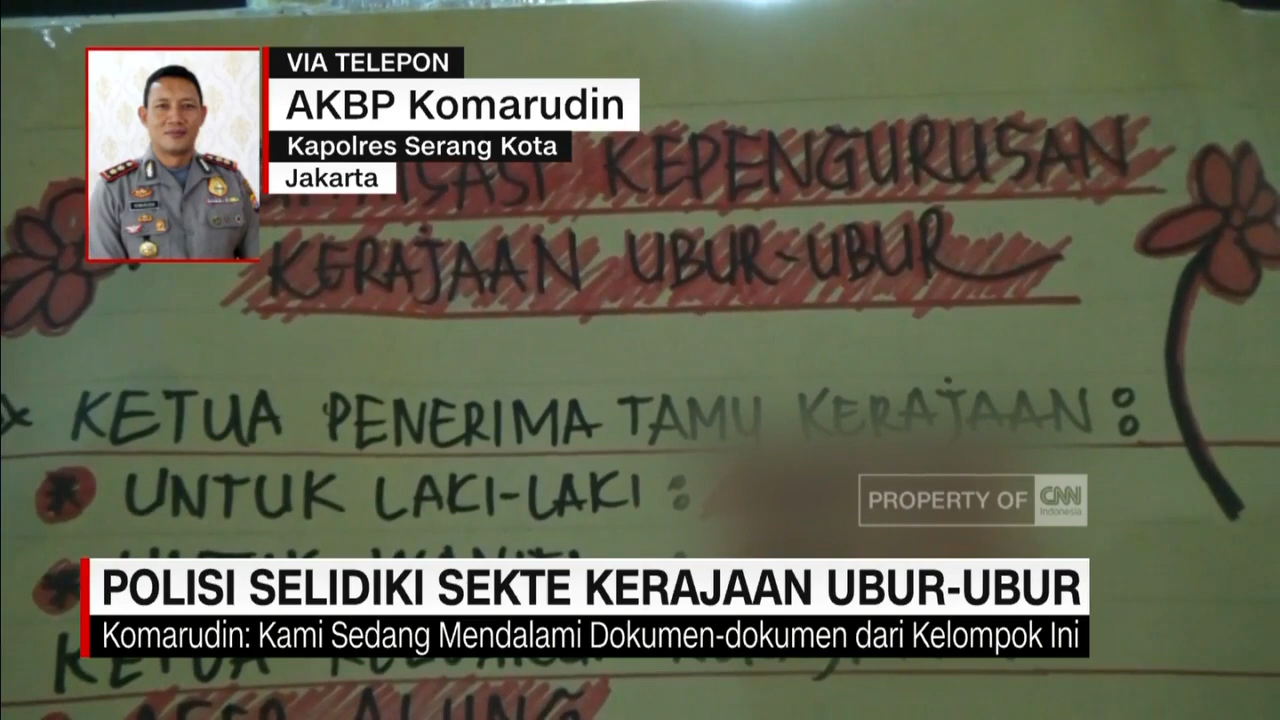 VIA TELEPON
AKBP Komarudin
Kapolres Serang Kota
Jakarta
KEPENGURUSAN
KERAJAAN UBUR-UBUR
KETUA PENERIMA TAMU KERAJAAN :
* UNTUK LAKI-LAKI :
PROPERTY OF CNN Indonesia
POLISI SELIDIKI SEKTE KERAJAAN UBUR-UBUR
Komarudin: Kami Sedang Mendalami Dokumen-dokumen dari Kelompok Ini